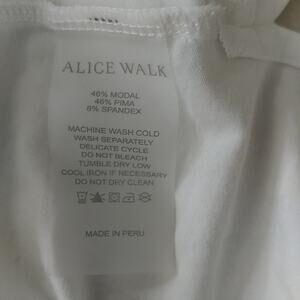 ALICE WALK
46% MODAL
46% PIMA
8% SPANDEX
MACHINE WASH COLD
WASH SEPARATELY
DELICATE CYCLE
DO NOT BLEACH
TUMBLE DRY LOW
COOL IRON IF NECESSARY
DO NOT DRY CLEAN
MADE IN PERU